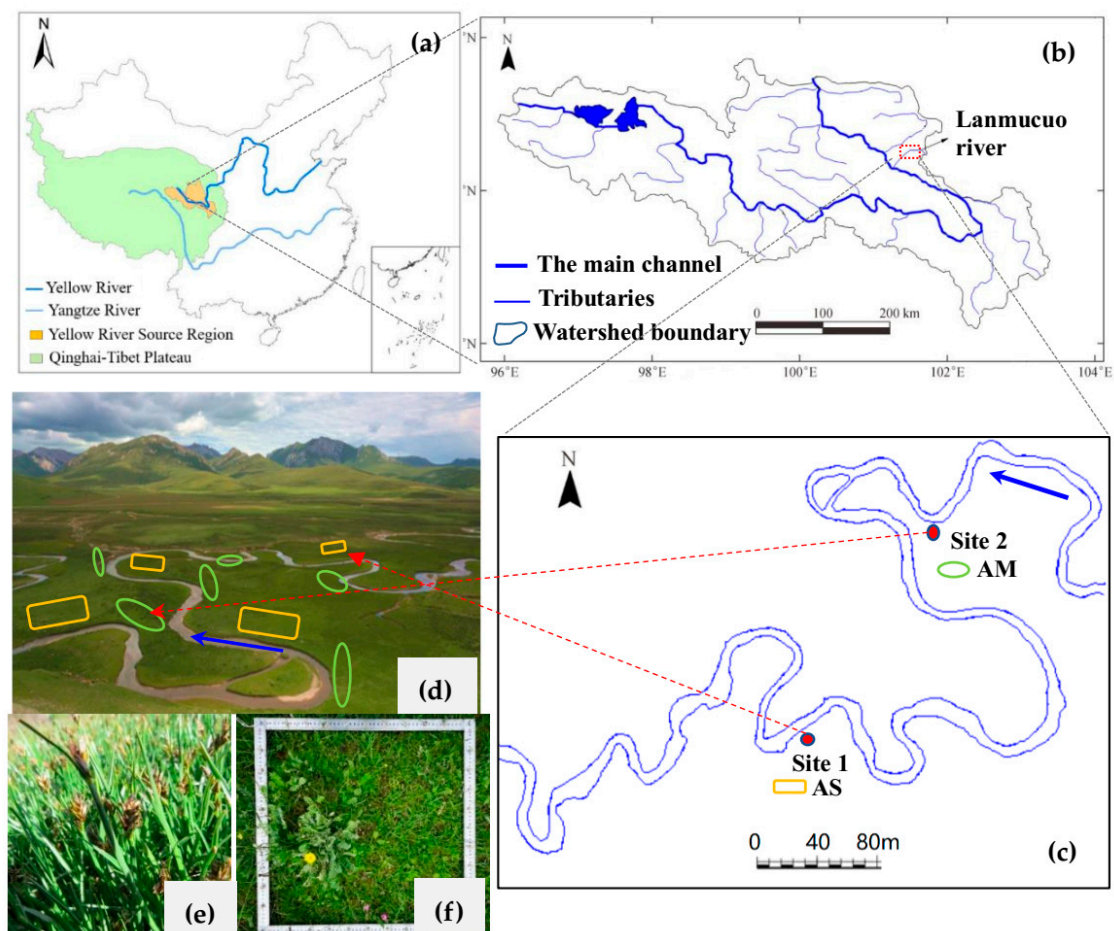 N
(a)
Yellow River
Yangtze River
Yellow River Source Region
Qinghai-Tibet Plateau
°N
N
(b)
Lanmucuo
river
°N
The main channel
Tributaries
Watershed boundary
0 100 200 km
°N
96°E 98°E 100°E 102°E 104°E
N
Site 2
AM
Site 1
AS
0 40 80m
(c)
(d)
(e)
(f)